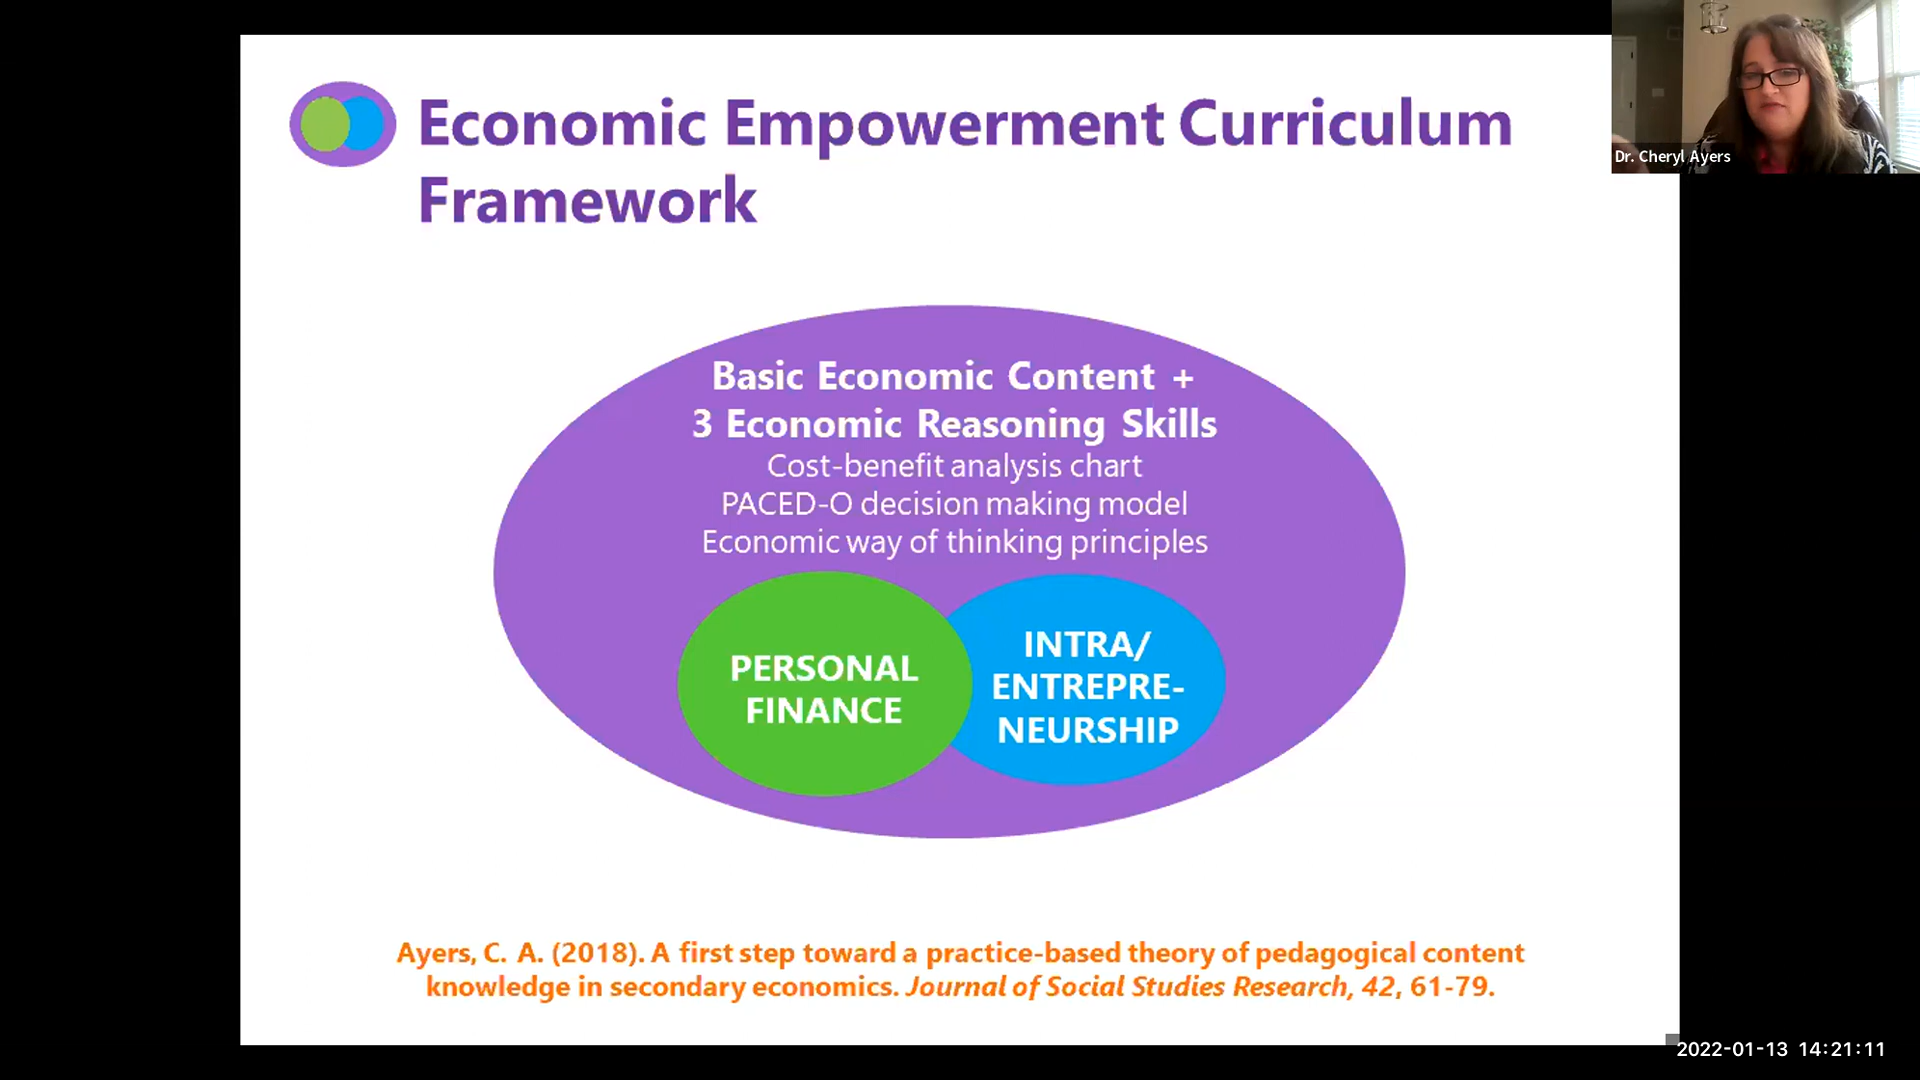 Economic Empowerment Curriculum
Framework
Dr. Cheryl Ayers
Basic Economic Content +
3 Economic Reasoning Skills
Cost-benefit analysis chart
PACED-O decision making model
Economic way of thinking principles
PERSONAL
FINANCE
INTRA/
ENTREPRE-
NEURSHIP
Ayers, C. A. (2018). A first step toward a practice-based theory of pedagogical content
knowledge in secondary economics. Journal of Social Studies Research, 42, 61-79.
2022-01-13 14:21:11